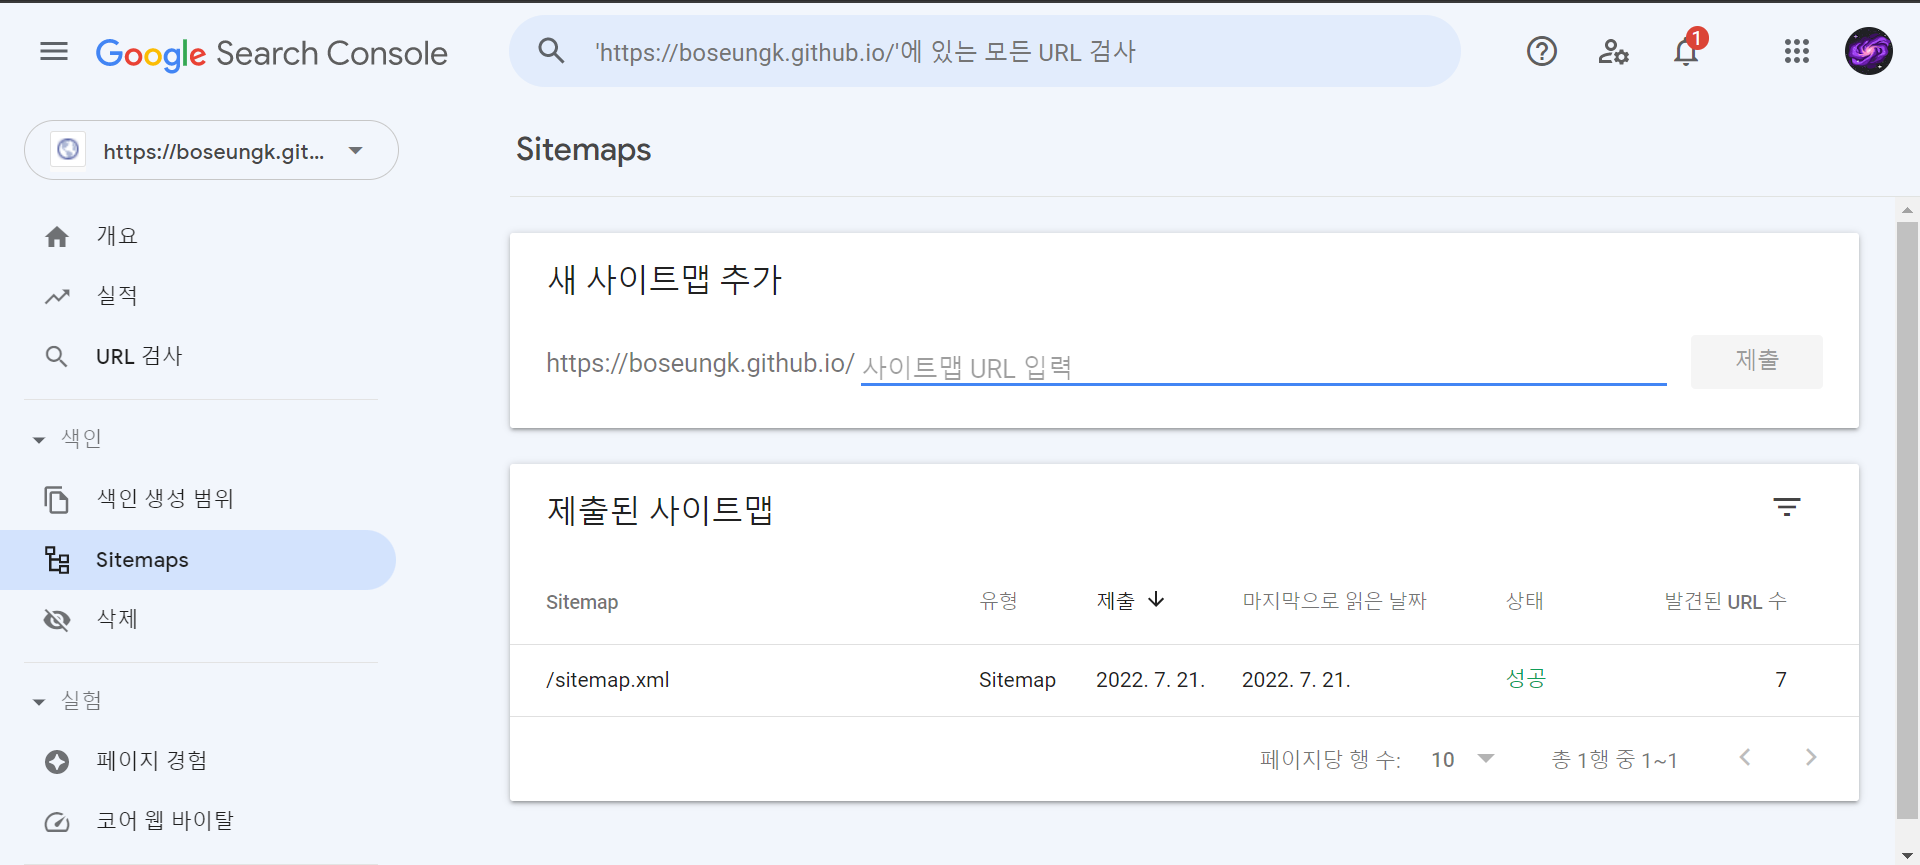 Google Search Console
'https://boseungk.github.io/'에 있는 모든 URL 검사
1
https://boseungk.git...
개요
실적
URL 검사
색인
색인 생성 범위
Sitemaps
삭제
실험
페이지 경험
코어 웹 바이탈
Sitemaps
새 사이트맵 추가
https://boseungk.github.io/ 사이트맵 URL 입력 제출
제출된 사이트맵
Sitemap 유형 제출 마지막으로 읽은 날짜 상태 발견된 URL 수
/sitemap.xml Sitemap 2022. 7. 21. 2022. 7. 21. 성공 7
페이지당 행 수: 10 총 1행 중 1~1